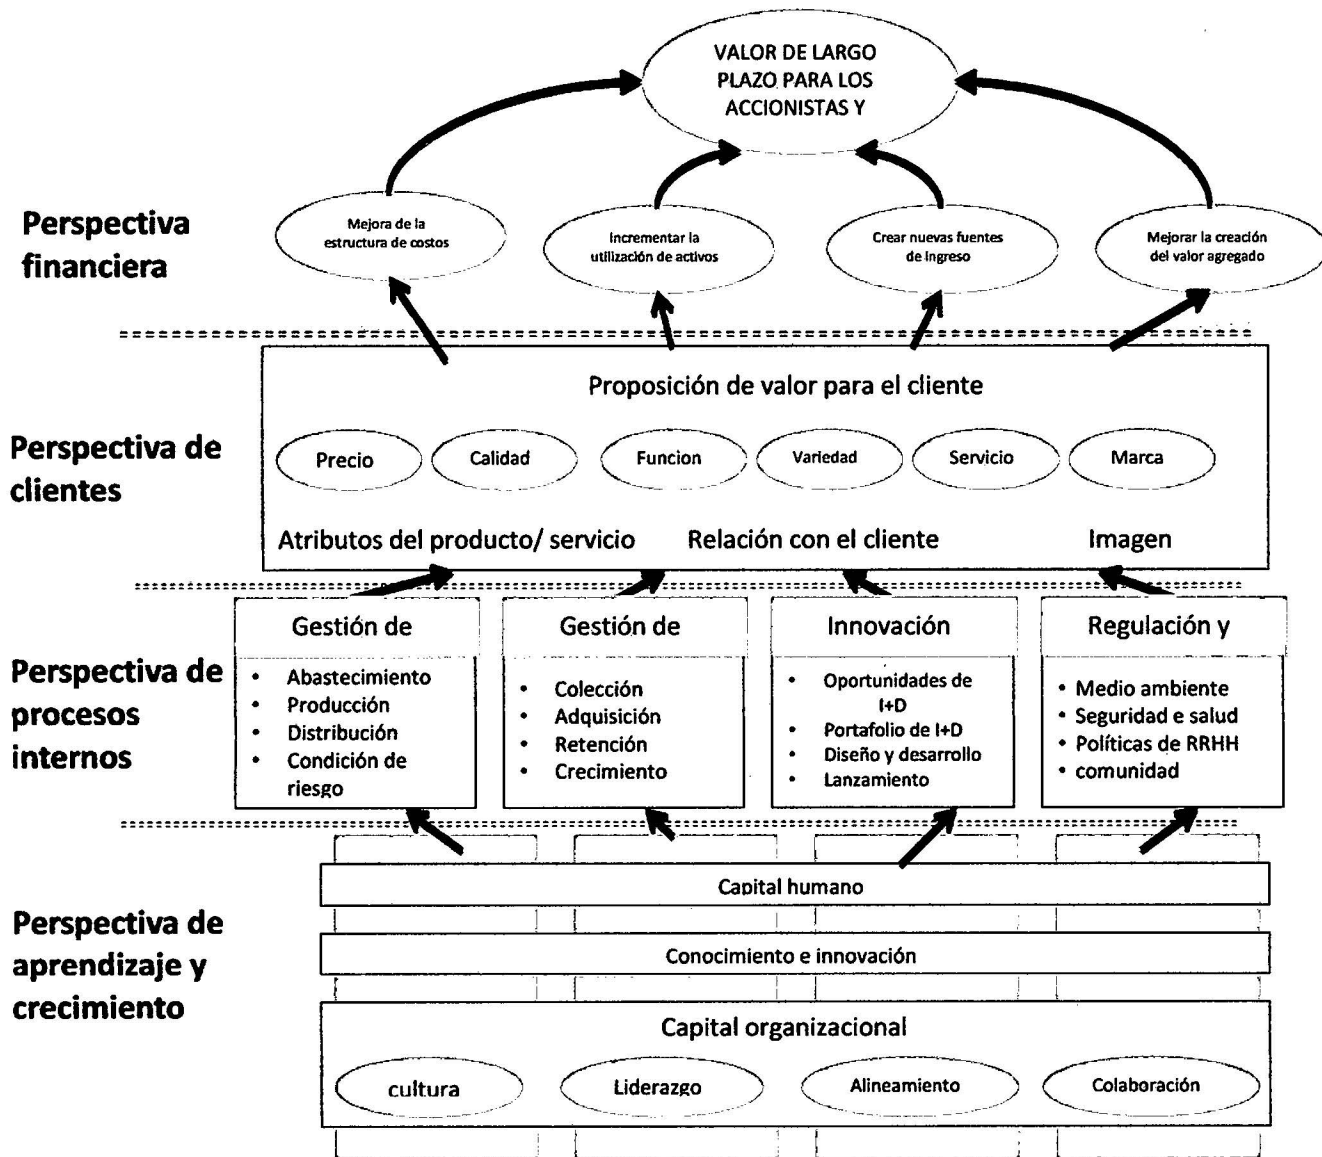 VALOR DE LARGO
PLAZO PARA LOS
ACCIONISTAS Y
Perspectiva
financiera
Mejora de la
estructura de costos
Incrementar la
utilización de activos
Crear nuevas fuentes
de ingreso
Mejorar la creación
del valor agregado
Perspectiva de
clientes
Proposición de valor para el cliente
Precio
Calidad
Funcion
Variedad
Servicio
Marca
Atributos del producto/ servicio
Relación con el cliente
Imagen
Perspectiva de
procesos
internos
Gestión de
• Abastecimiento
• Producción
• Distribución
• Condición de
riesgo
Gestión de
• Colección
• Adquisición
• Retención
• Crecimiento
Innovación
• Oportunidades de
I+D
• Portafolio de I+D
• Diseño y desarrollo
• Lanzamiento
Regulación y
• Medio ambiente
• Seguridad e salud
• Políticas de RRHH
• comunidad
Perspectiva de
aprendizaje y
crecimiento
Capital humano
Conocimiento e innovación
Capital organizacional
cultura
Liderazgo
Alineamiento
Colaboración